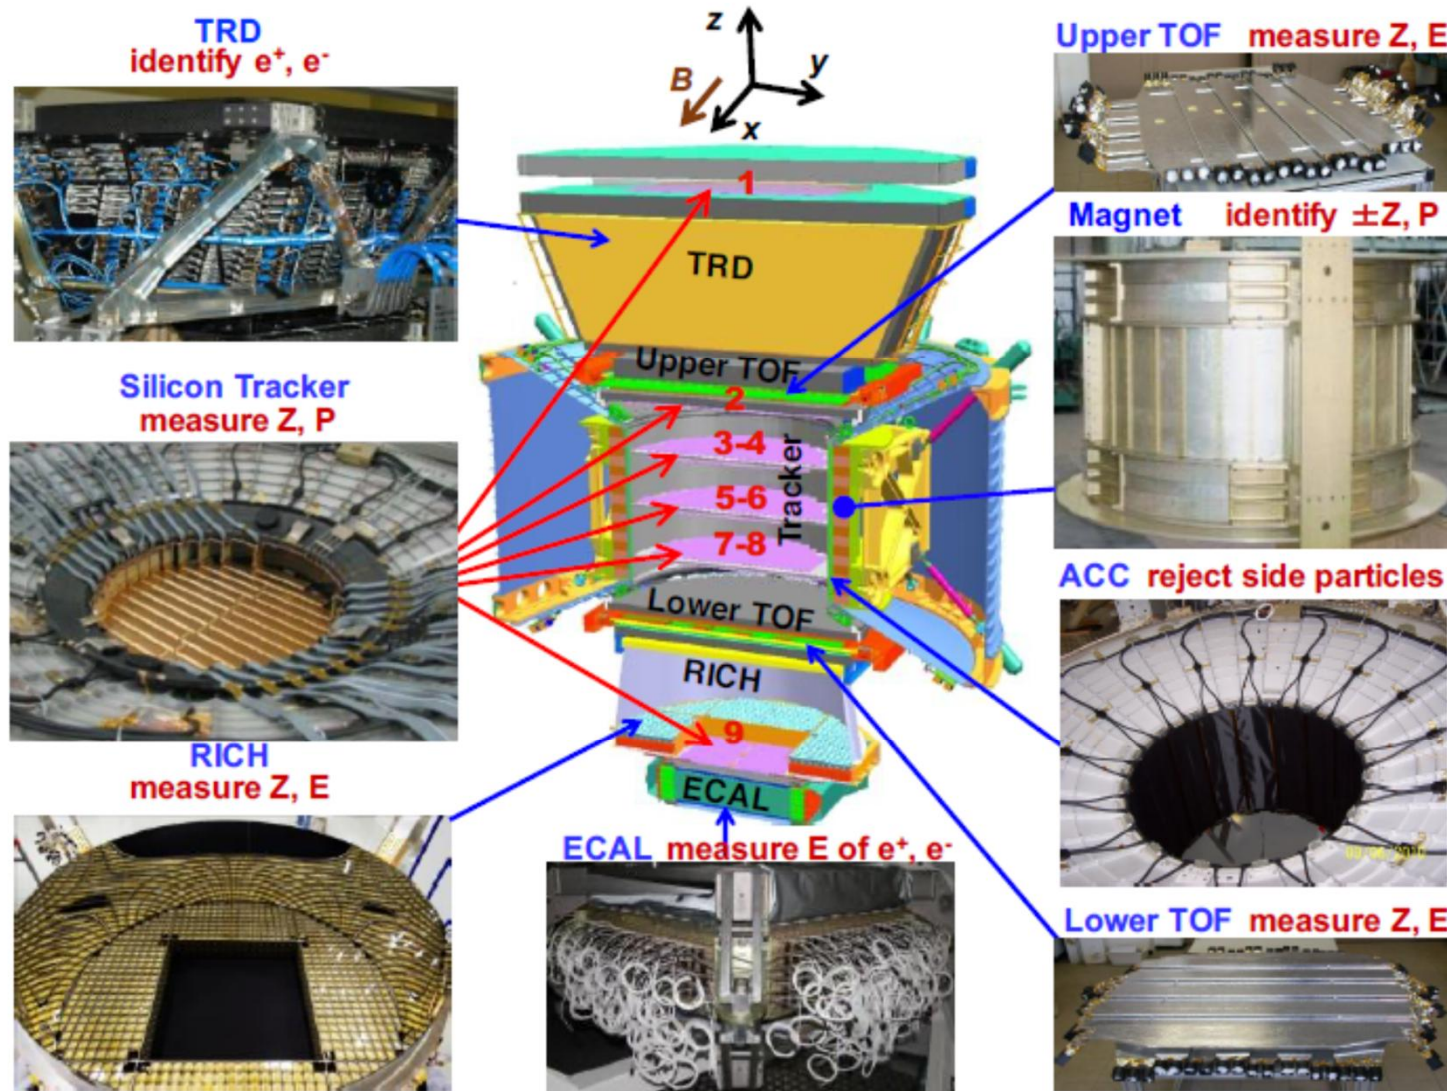 TRD
identify e⁺, e⁻
Silicon Tracker
measure Z, P
RICH
measure Z, E
z
y
B
x
1
TRD
Upper TOF
2
3-4
5-6
7-8
Tracker
Lower TOF
RICH
9
ECAL
ECAL measure E of e⁺, e⁻
Upper TOF measure Z, E
Magnet identify ±Z, P
ACC reject side particles
Lower TOF measure Z, E